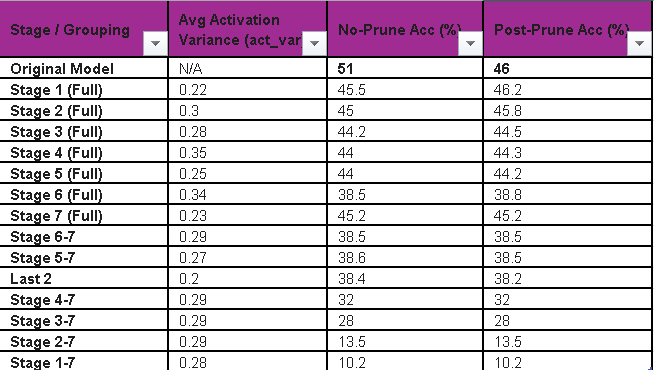 Stage / Grouping Avg Activation Variance (act_var No-Prune Acc (%) Post-Prune Acc (%)
Original Model N/A 51 46
Stage 1 (Full) 0.22 45.5 46.2
Stage 2 (Full) 0.3 45 45.8
Stage 3 (Full) 0.28 44.2 44.5
Stage 4 (Full) 0.35 44 44.3
Stage 5 (Full) 0.25 44 44.2
Stage 6 (Full) 0.34 38.5 38.8
Stage 7 (Full) 0.23 45.2 45.2
Stage 6-7 0.29 38.5 38.5
Stage 5-7 0.27 38.6 38.5
Last 2 0.2 38.4 38.2
Stage 4-7 0.29 32 32
Stage 3-7 0.29 28 28
Stage 2-7 0.29 13.5 13.5
Stage 1-7 0.28 10.2 10.2